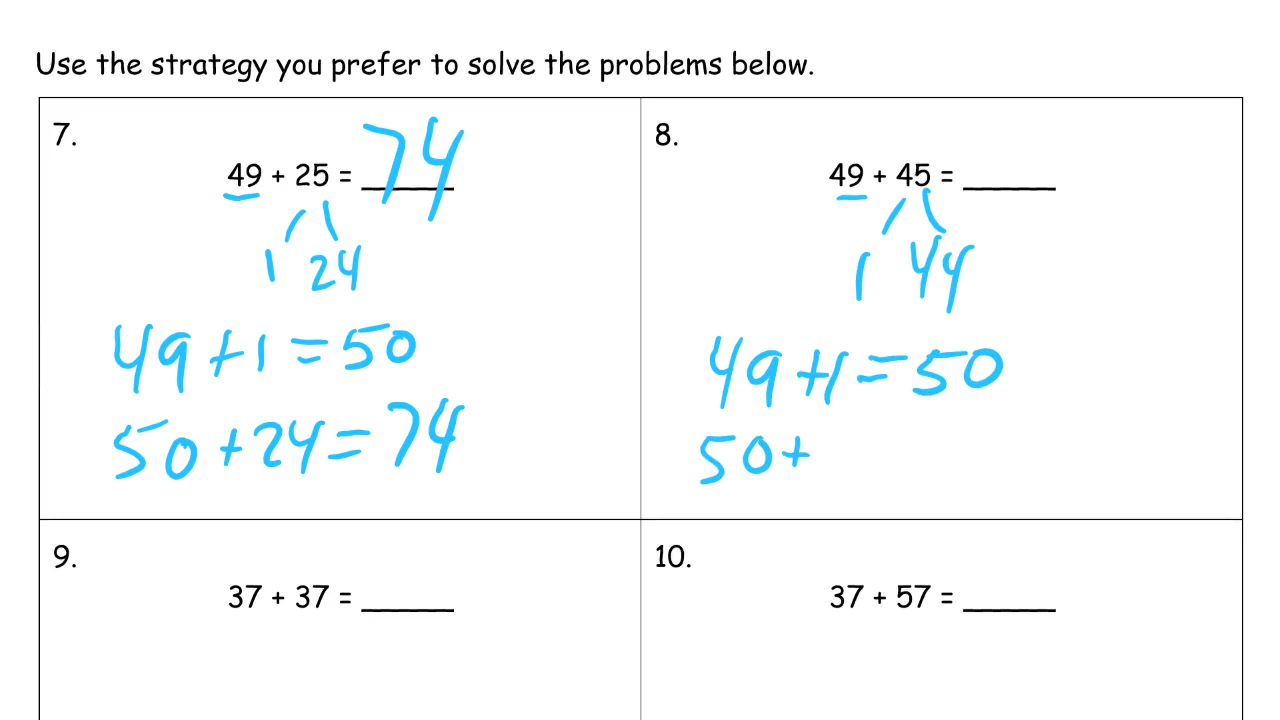 Use the strategy you prefer to solve the problems below.
7.
49 + 25 = 74
1 24
49 + 1 = 50
50 + 24 = 74
8.
49 + 45 = ______
1 44
49 + 1 = 50
50 +
9.
37 + 37 = ______
10.
37 + 57 = ______